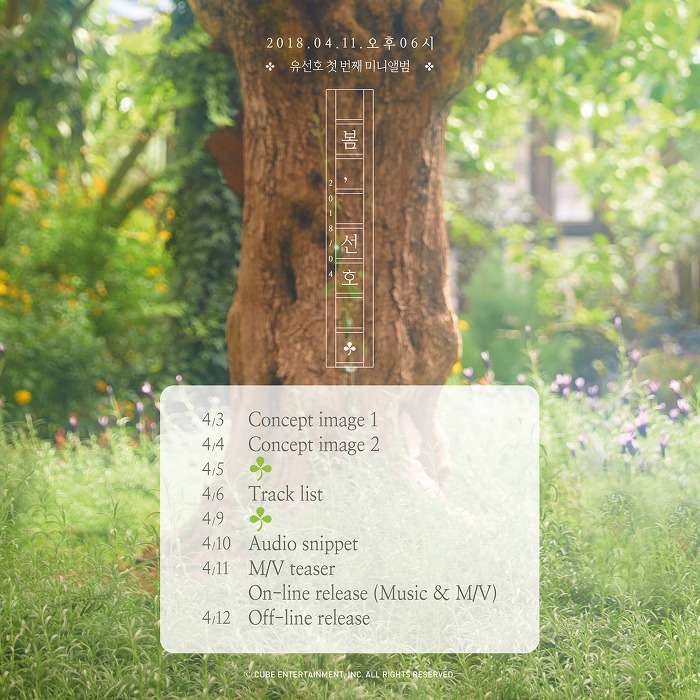 2018.04.11.오후06시
유선호 첫 번째 미니앨범
봄, 선호
2018/04
4/3 Concept image 1
4/4 Concept image 2
4/5
4/6 Track list
4/9
4/10 Audio snippet
4/11 M/V teaser
On-line release (Music & M/V)
4/12 Off-line release
© CUBE ENTERTAINMENT, INC. ALL RIGHTS RESERVED.